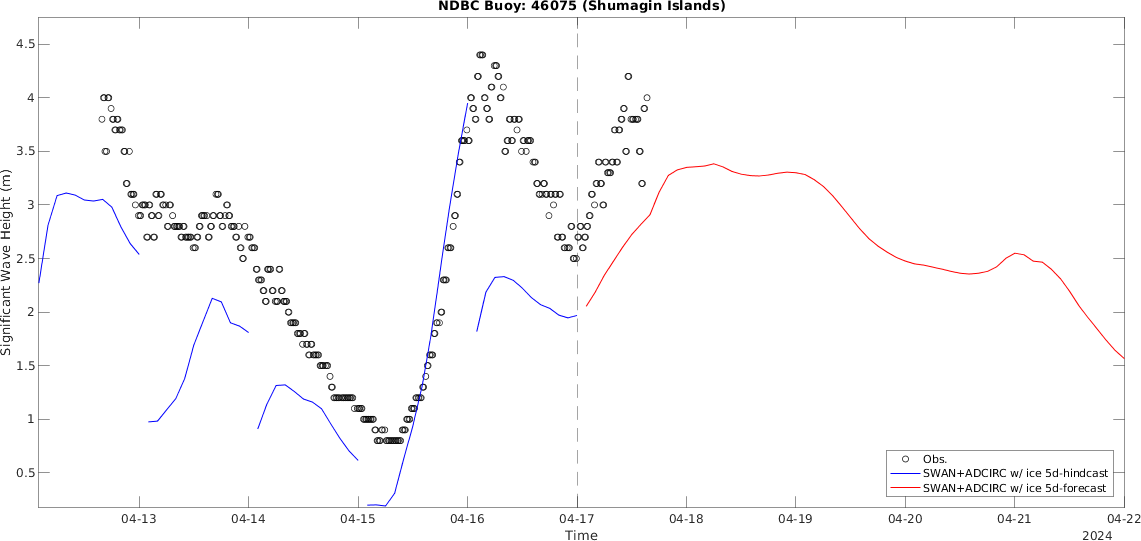 NDBC Buoy: 46075 (Shumagin Islands)
Significant Wave Height (m)
4.5
4
3.5
3
2.5
2
1.5
1
0.5
Obs.
SWAN+ADCIRC w/ ice 5d-hindcast
SWAN+ADCIRC w/ ice 5d-forecast
04-13 04-14 04-15 04-16 04-17 04-18 04-19 04-20 04-21 04-22
Time
2024